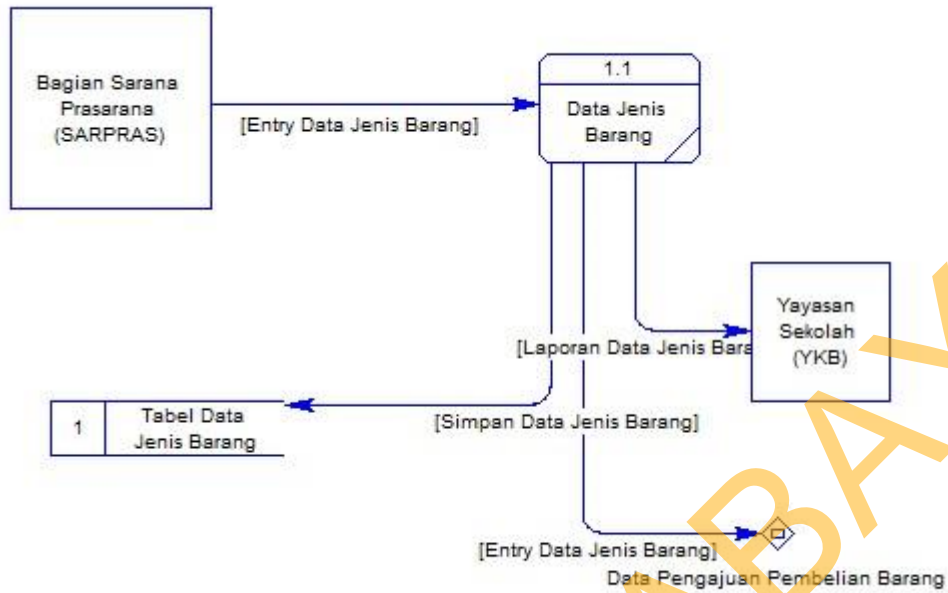 Bagian Sarana
Prasarana
(SARPRAS)
[Entry Data Jenis Barang]
1.1
Data Jenis
Barang
Yayasan
Sekolah
(YKB)
[Laporan Data Jenis Bara
1
Tabel Data
Jenis Barang
[Simpan Data Jenis Barang]
[Entry Data Jenis Barang]
Data Pengajuan Pembelian Barang
ABAY